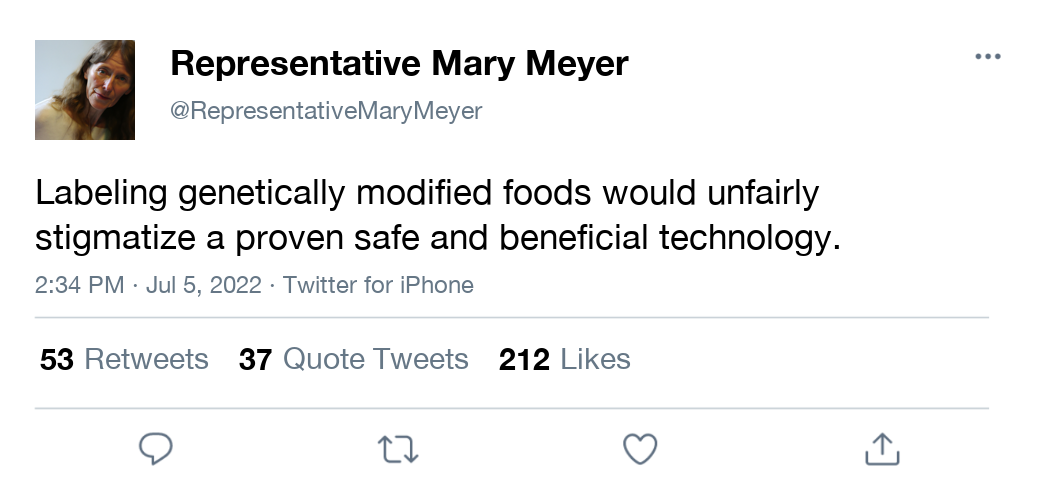 Representative Mary Meyer
@RepresentativeMaryMeyer
Labeling genetically modified foods would unfairly
stigmatize a proven safe and beneficial technology.
2:34 PM · Jul 5, 2022 · Twitter for iPhone
53 Retweets 37 Quote Tweets 212 Likes